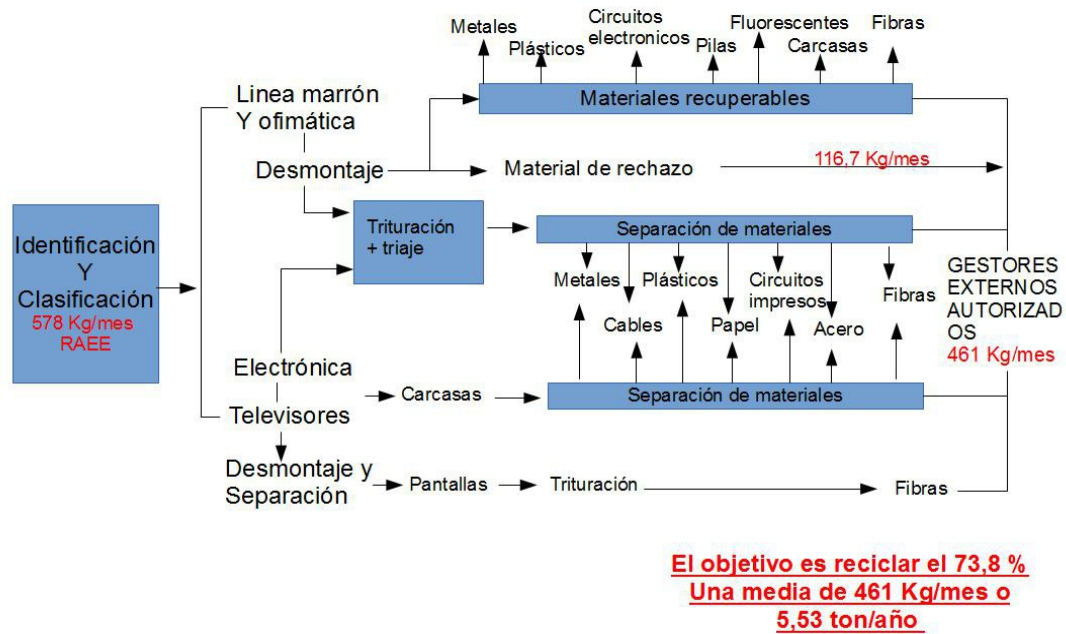 Metales
Plásticos
Circuitos
electronicos
Pilas
Fluorescentes
Carcasas
Fibras
Linea marrón
Y ofimática
Materiales recuperables
Desmontaje
Material de rechazo
116,7 Kg/mes
Identificación
Y
Clasificación
578 Kg/mes
RAEE
Trituración
+ triaje
Separación de materiales
Metales
Cables
Plásticos
Papel
Circuitos
impresos
Acero
Fibras
GESTORES
EXTERNOS
AUTORIZAD
OS
461 Kg/mes
Electrónica
Televisores
Carcasas
Separación de materiales
Desmontaje y
Separación
Pantallas
Trituración
Fibras
El objetivo es reciclar el 73,8 %
Una media de 461 Kg/mes o
5,53 ton/año